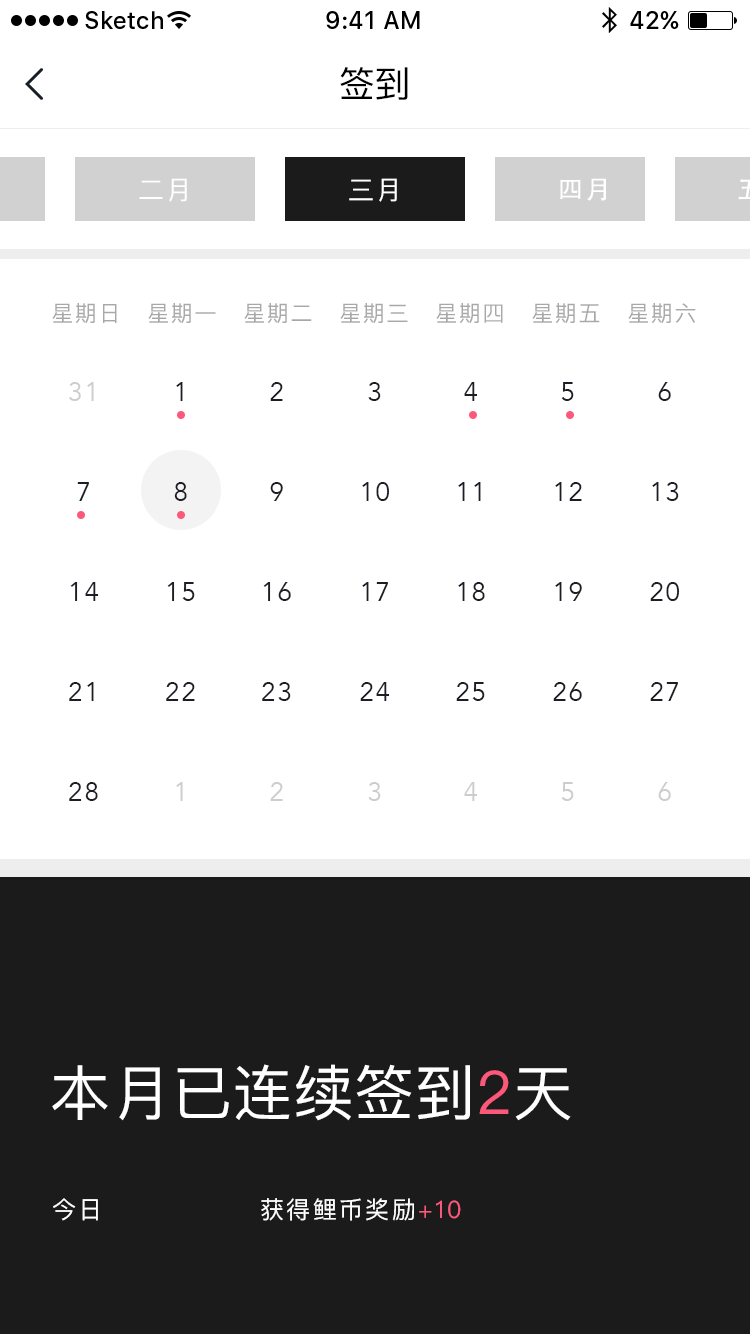 Sketch 9:41 AM 42%
签到
二月 三月 四月
星期日 星期一 星期二 星期三 星期四 星期五 星期六
31 1 2 3 4 5 6
7 8 9 10 11 12 13
14 15 16 17 18 19 20
21 22 23 24 25 26 27
28 1 2 3 4 5 6
本月已连续签到2天
今日 获得鲤币奖励+10